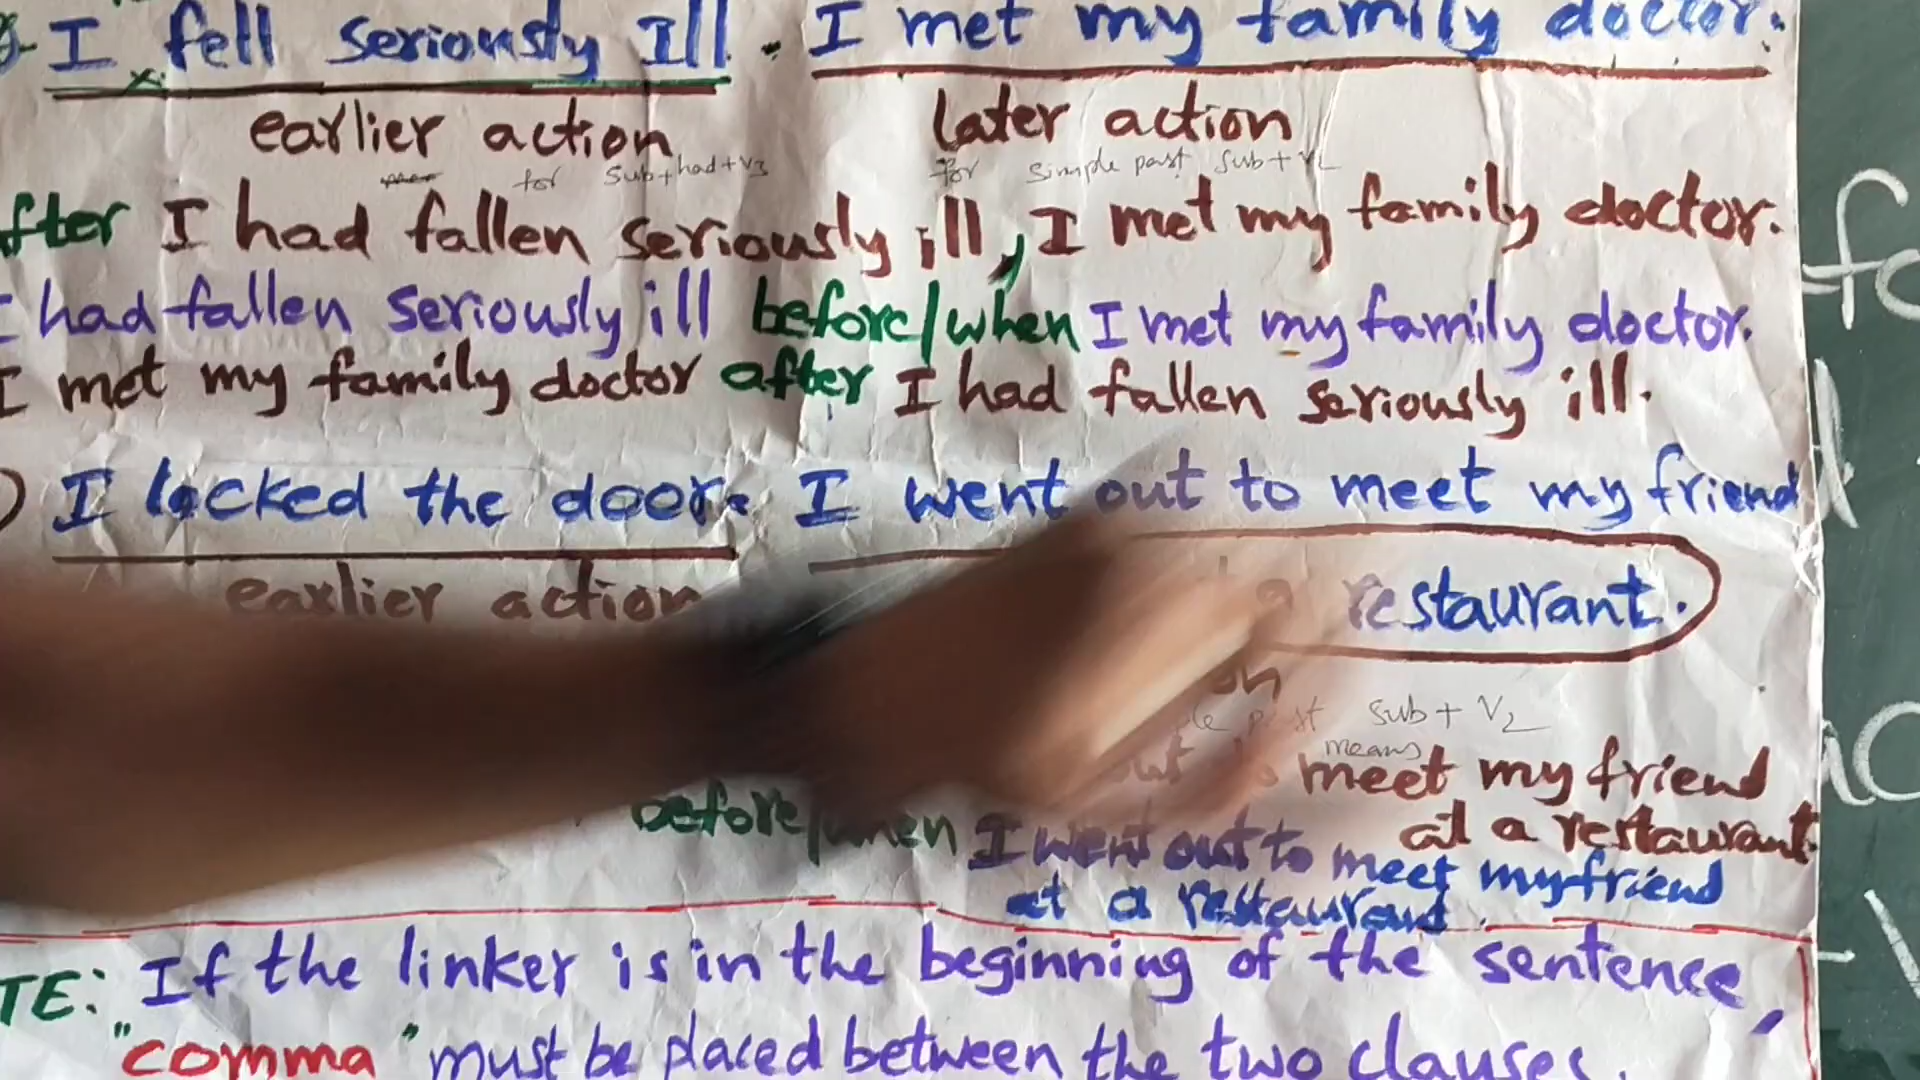 I fell seriously Ill. I met my family doctor.
earlier action later action
for Sub+had+V3 for simple past sub+V2
fter I had fallen seriously ill, I met my family doctor.
I had fallen seriously ill before/when I met my family doctor.
I met my family doctor after I had fallen seriously ill.
) I locked the door. I went out to meet my friend
earlier action restaurant.
on
st sub+V2
means
meet my friend
at a restaurant.
before/when I went out to meet my friend
at a restaurant.
TE: If the linker is in the beginning of the sentence,
"comma" must be placed between the two clauses.